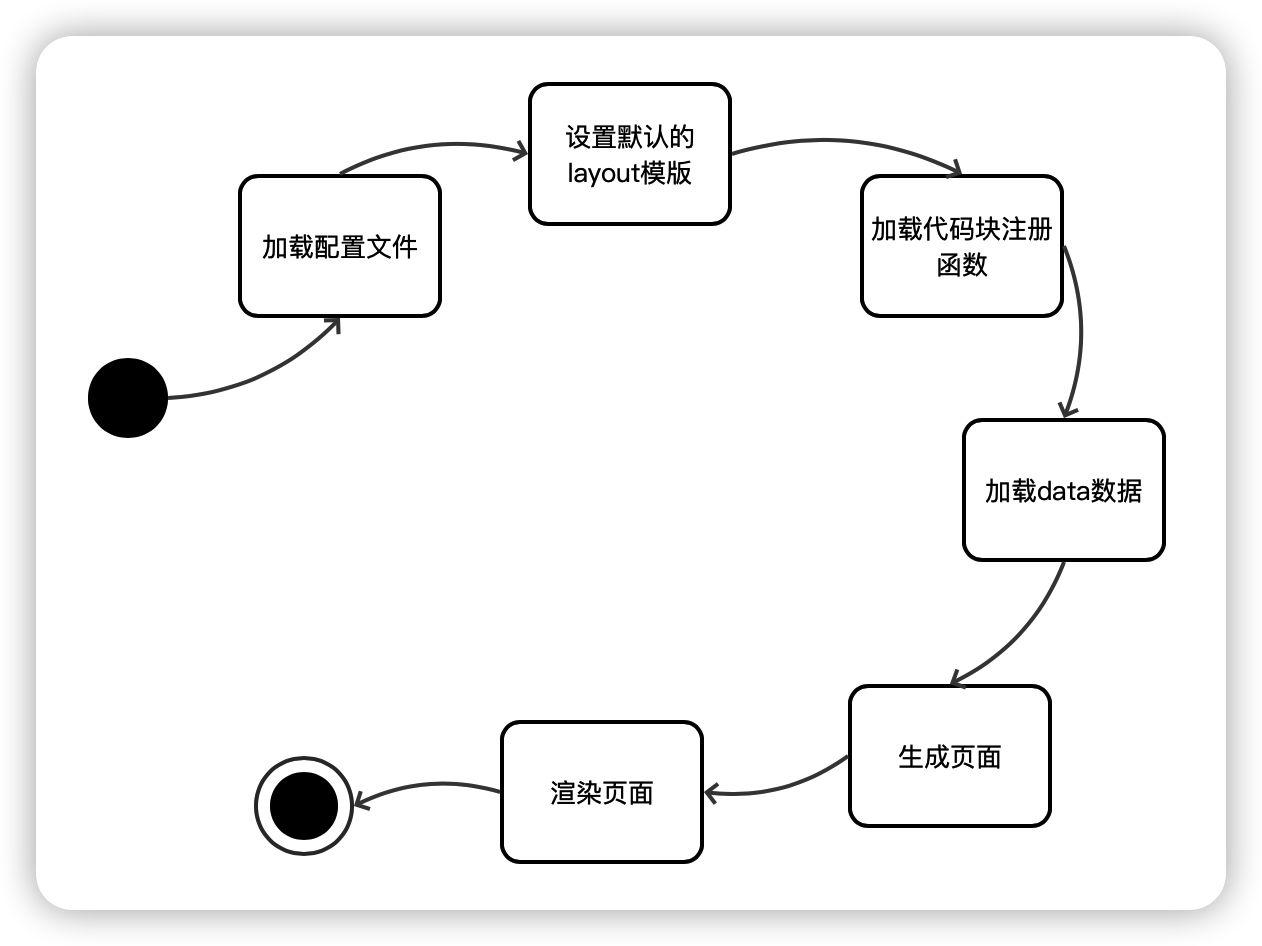 设置默认的
layout模版
加载配置文件
加载代码块注册
函数
加载data数据
生成页面
渲染页面